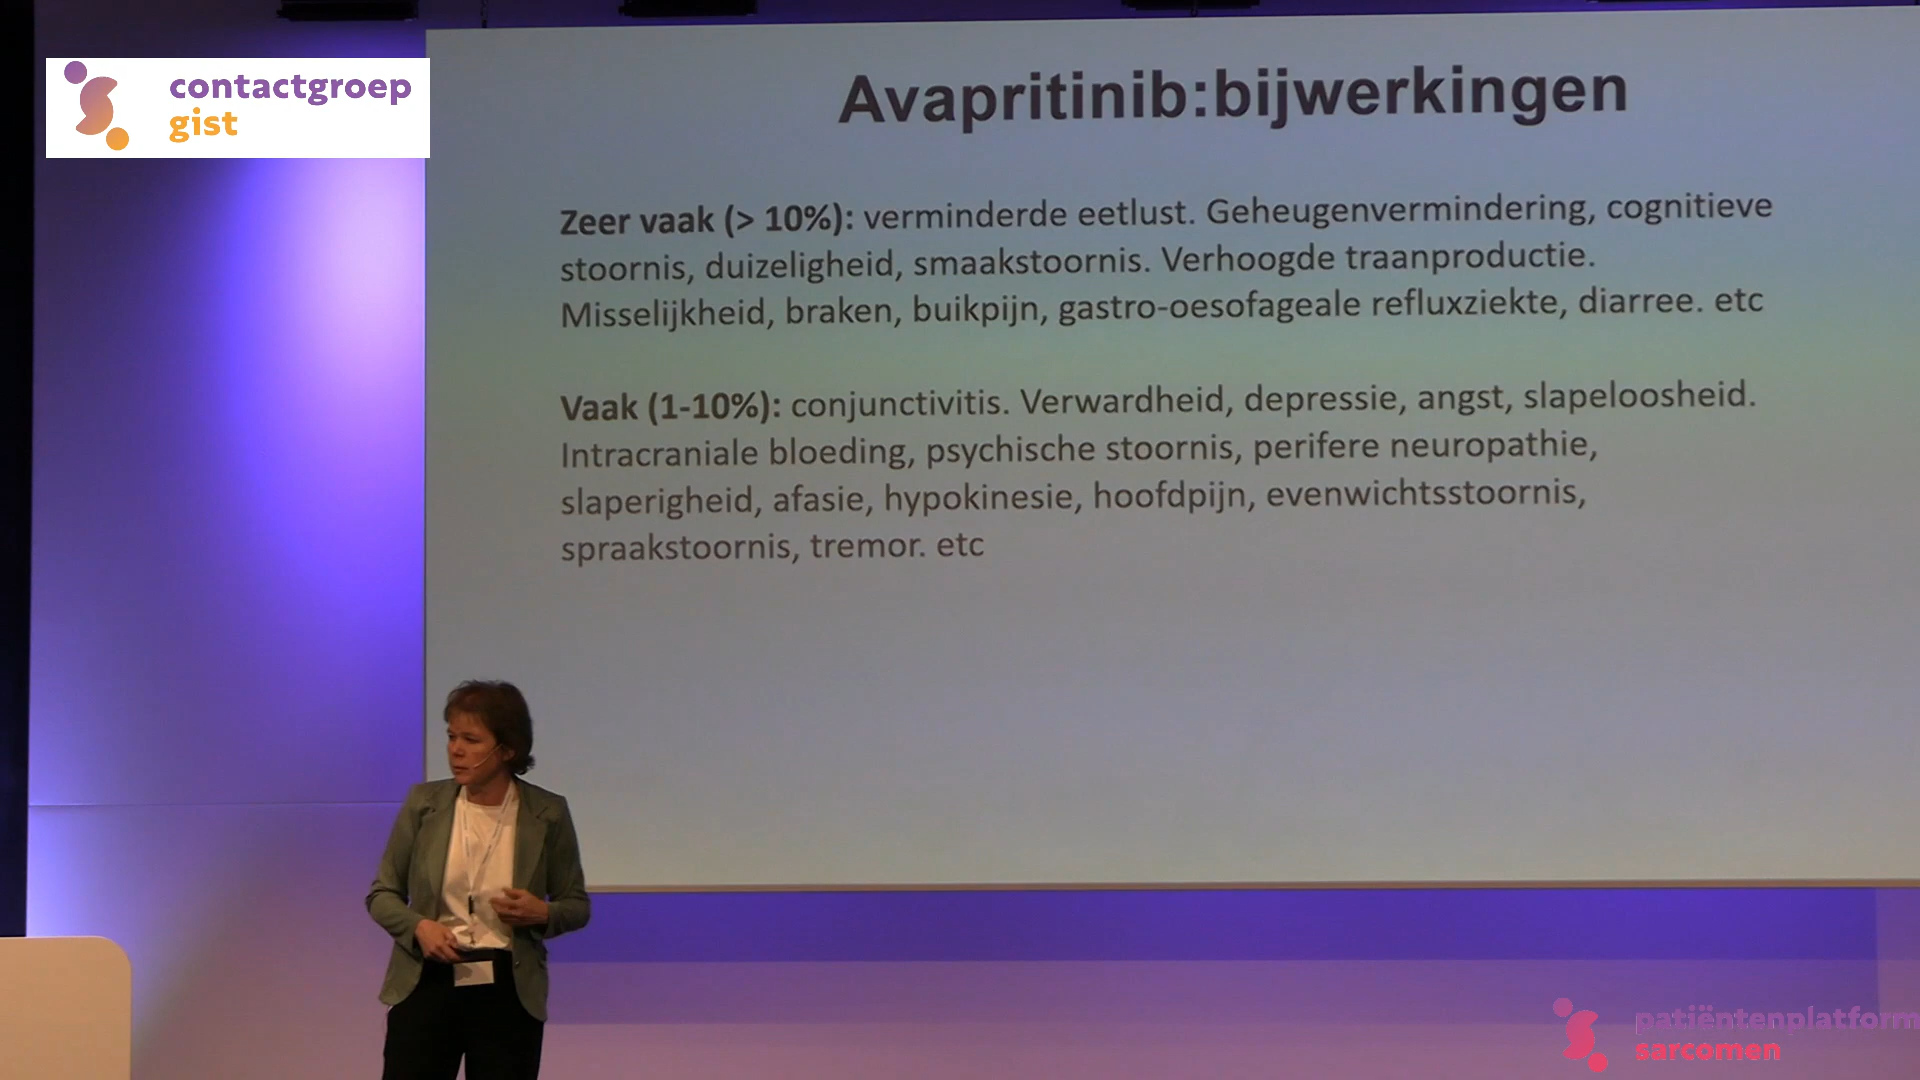 contactgroep
gist
Avapritinib:bijwerkingen
Zeer vaak (> 10%): verminderde eetlust. Geheugenvermindering, cognitieve
stoornis, duizeligheid, smaakstoornis. Verhoogde traanproductie.
Misselijkheid, braken, buikpijn, gastro-oesofageale refluxziekte, diarree. etc
Vaak (1-10%): conjunctivitis. Verwardheid, depressie, angst, slapeloosheid.
Intracraniale bloeding, psychische stoornis, perifere neuropathie,
slaperigheid, afasie, hypokinesie, hoofdpijn, evenwichtsstoornis,
spraakstoornis, tremor. etc
patiëntenplatform
sarcomen